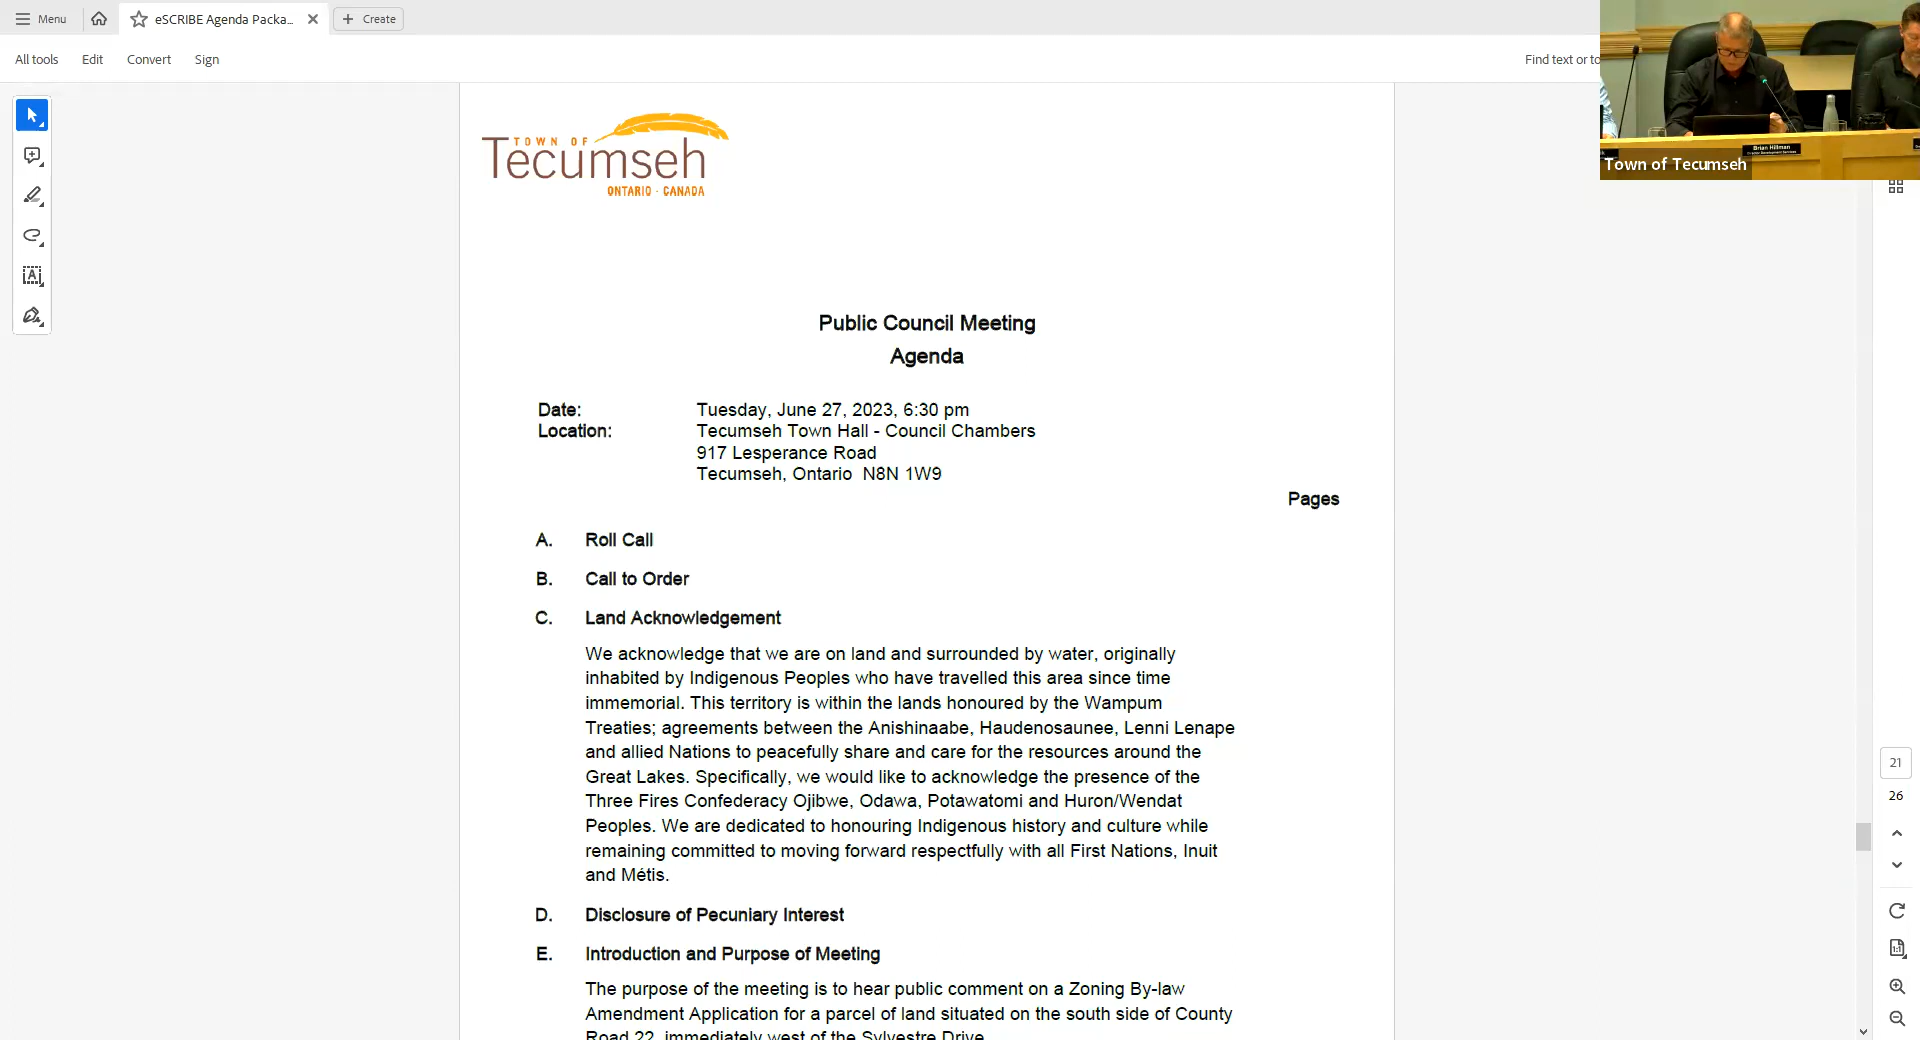 Menu
eSCRIBE Agenda Packa...
Create
All tools
Edit
Convert
Sign
Find text or to
TOWN OF
Tecumseh
ONTARIO - CANADA
Brian Hillman
Town of Tecumseh
Public Council Meeting
Agenda
Date: Tuesday, June 27, 2023, 6:30 pm
Location: Tecumseh Town Hall - Council Chambers
917 Lesperance Road
Tecumseh, Ontario N8N 1W9
Pages
A. Roll Call
B. Call to Order
C. Land Acknowledgement
We acknowledge that we are on land and surrounded by water, originally
inhabited by Indigenous Peoples who have travelled this area since time
immemorial. This territory is within the lands honoured by the Wampum
Treaties; agreements between the Anishinaabe, Haudenosaunee, Lenni Lenape
and allied Nations to peacefully share and care for the resources around the
Great Lakes. Specifically, we would like to acknowledge the presence of the
Three Fires Confederacy Ojibwe, Odawa, Potawatomi and Huron/Wendat
Peoples. We are dedicated to honouring Indigenous history and culture while
remaining committed to moving forward respectfully with all First Nations, Inuit
and Métis.
D. Disclosure of Pecuniary Interest
E. Introduction and Purpose of Meeting
The purpose of the meeting is to hear public comment on a Zoning By-law
Amendment Application for a parcel of land situated on the south side of County
Road 22, immediately west of the Sylvestre Drive
21
26